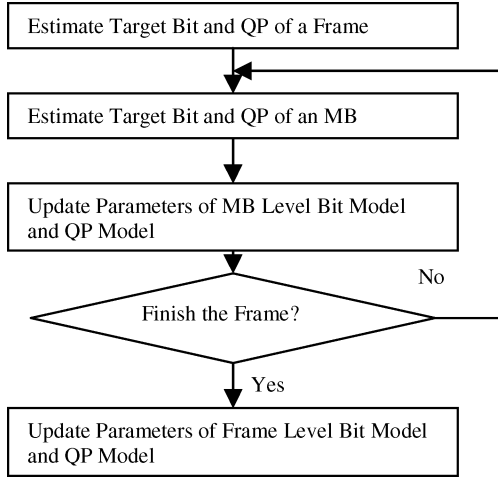 Estimate Target Bit and QP of a Frame
Estimate Target Bit and QP of an MB
Update Parameters of MB Level Bit Model
and QP Model
No
Finish the Frame?
Yes
Update Parameters of Frame Level Bit Model
and QP Model